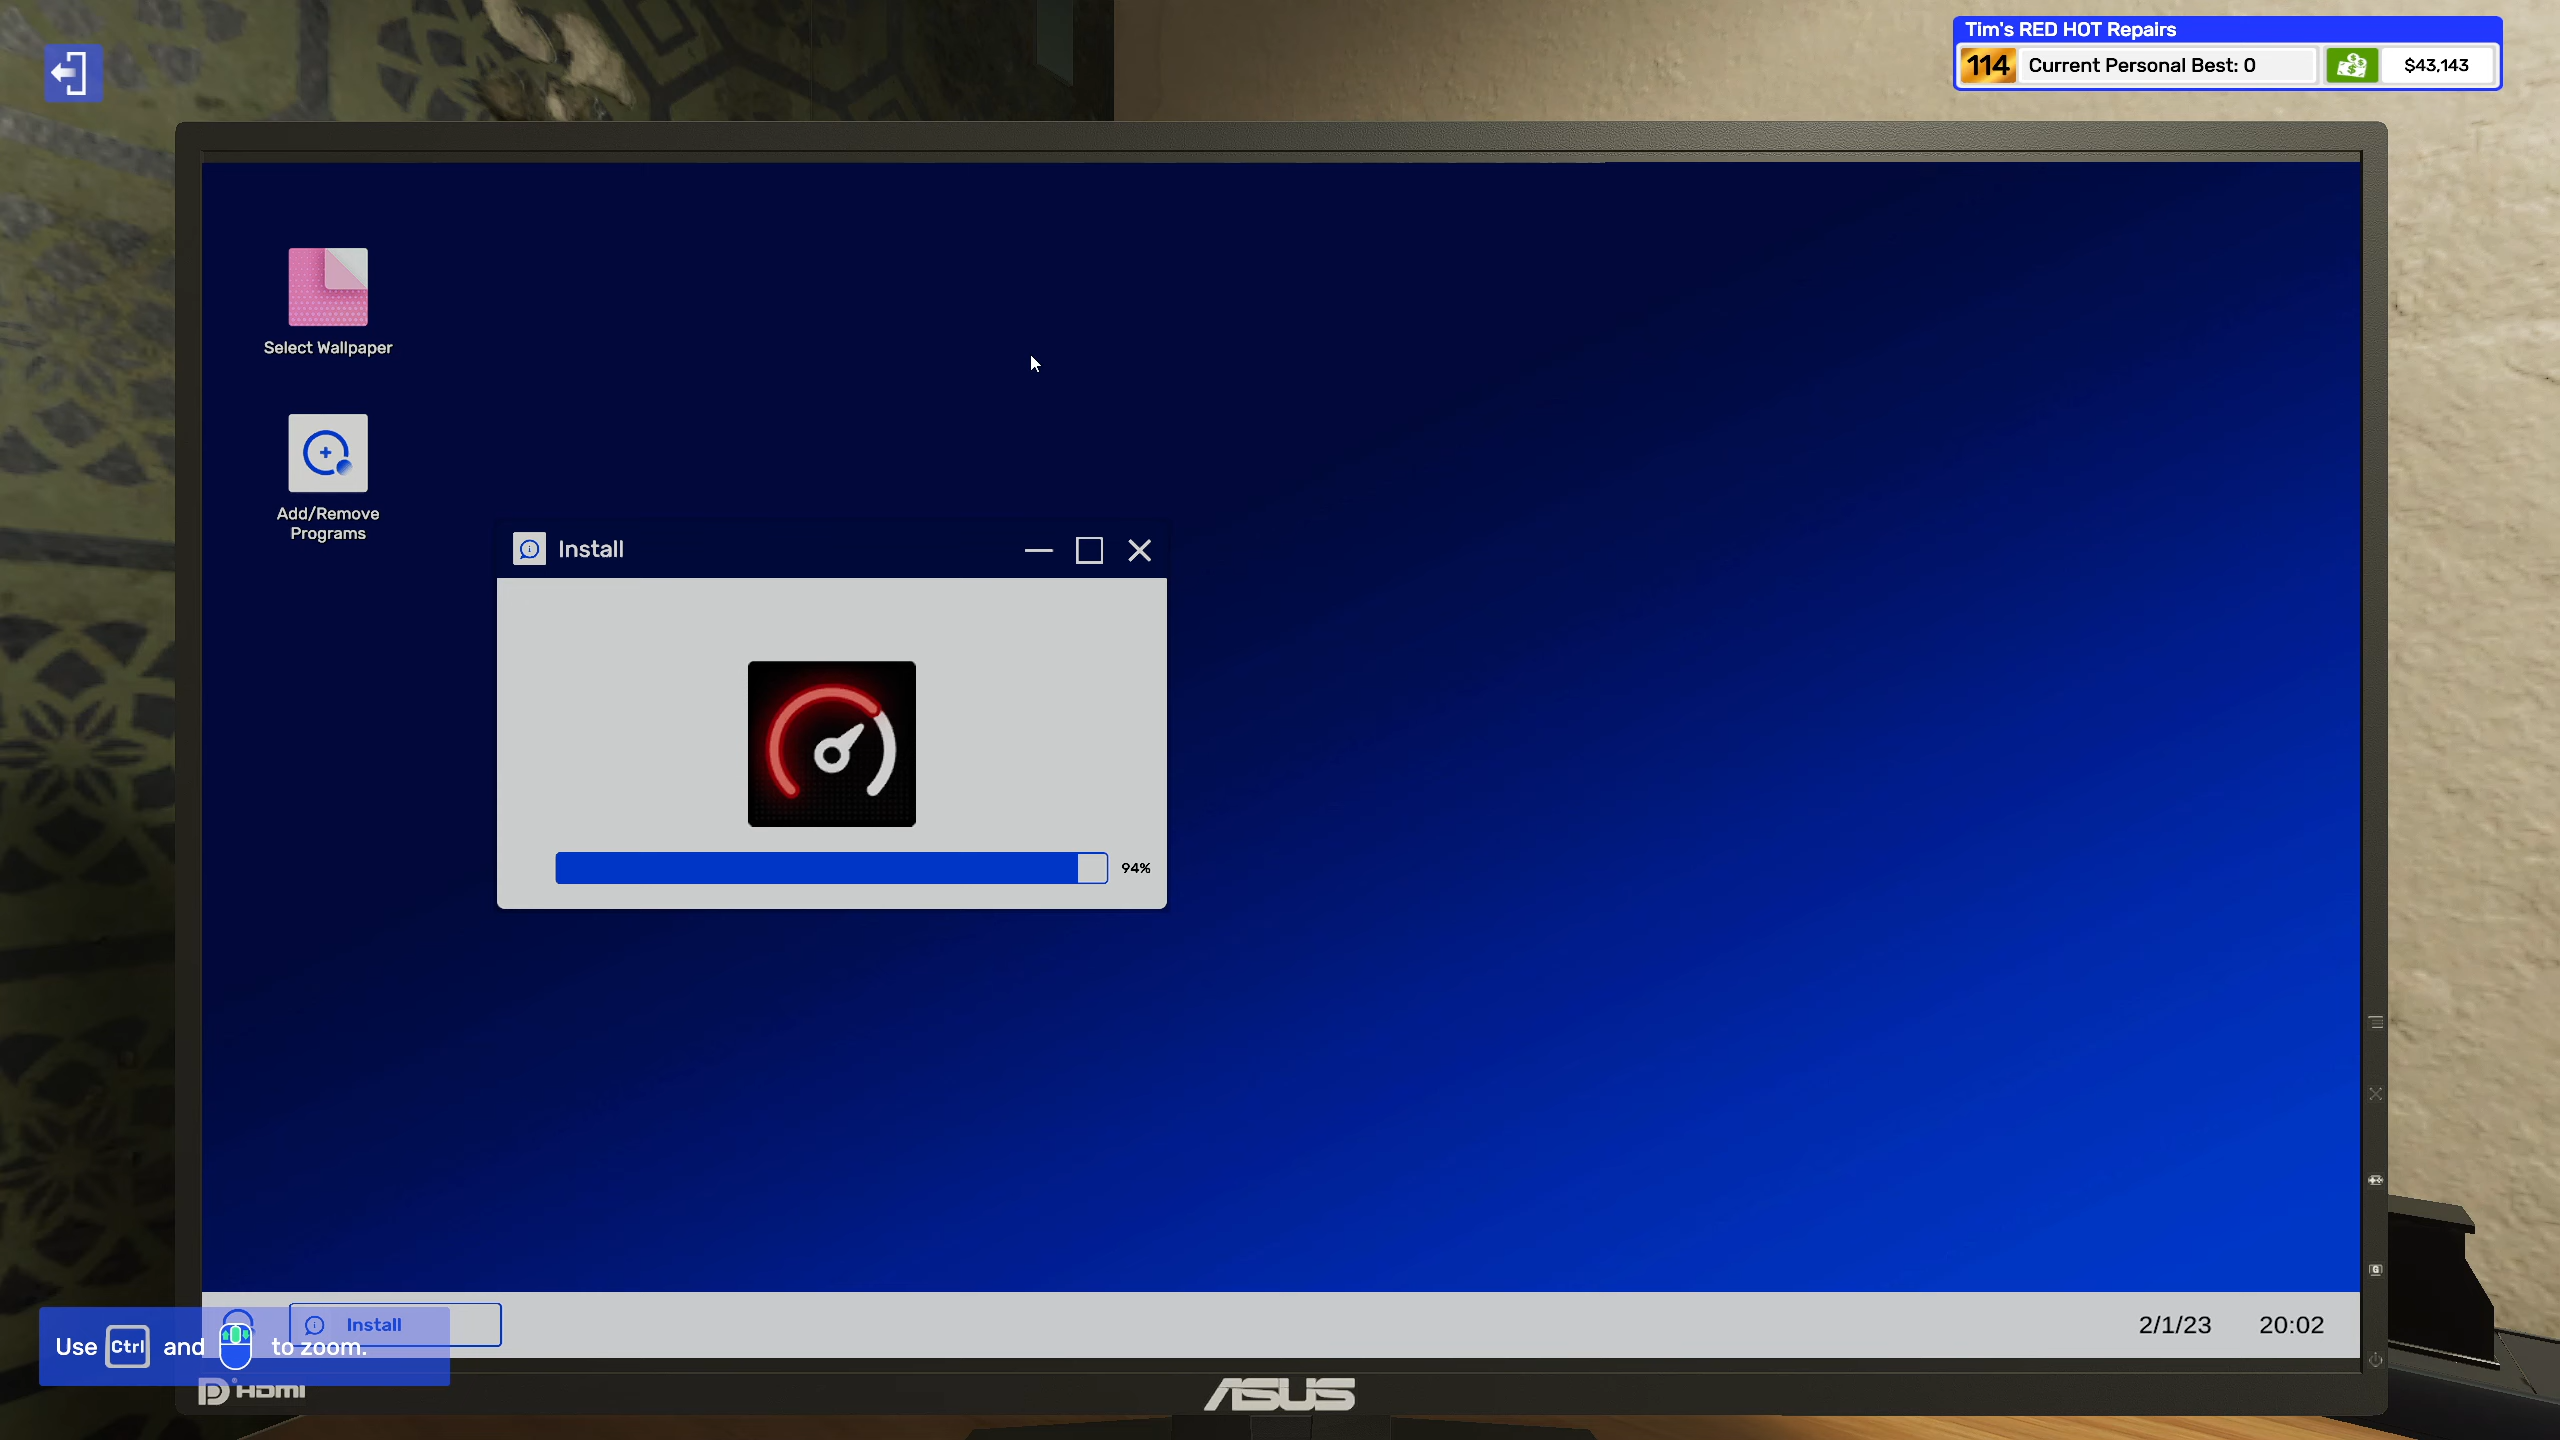 Tim's RED HOT Repairs
114 Current Personal Best: 0 $43,143
Select Wallpaper
Add/Remove
Programs
Install
94%
Install
2/1/23 20:02
Use Ctrl and to zoom.
HDMI
ASUS